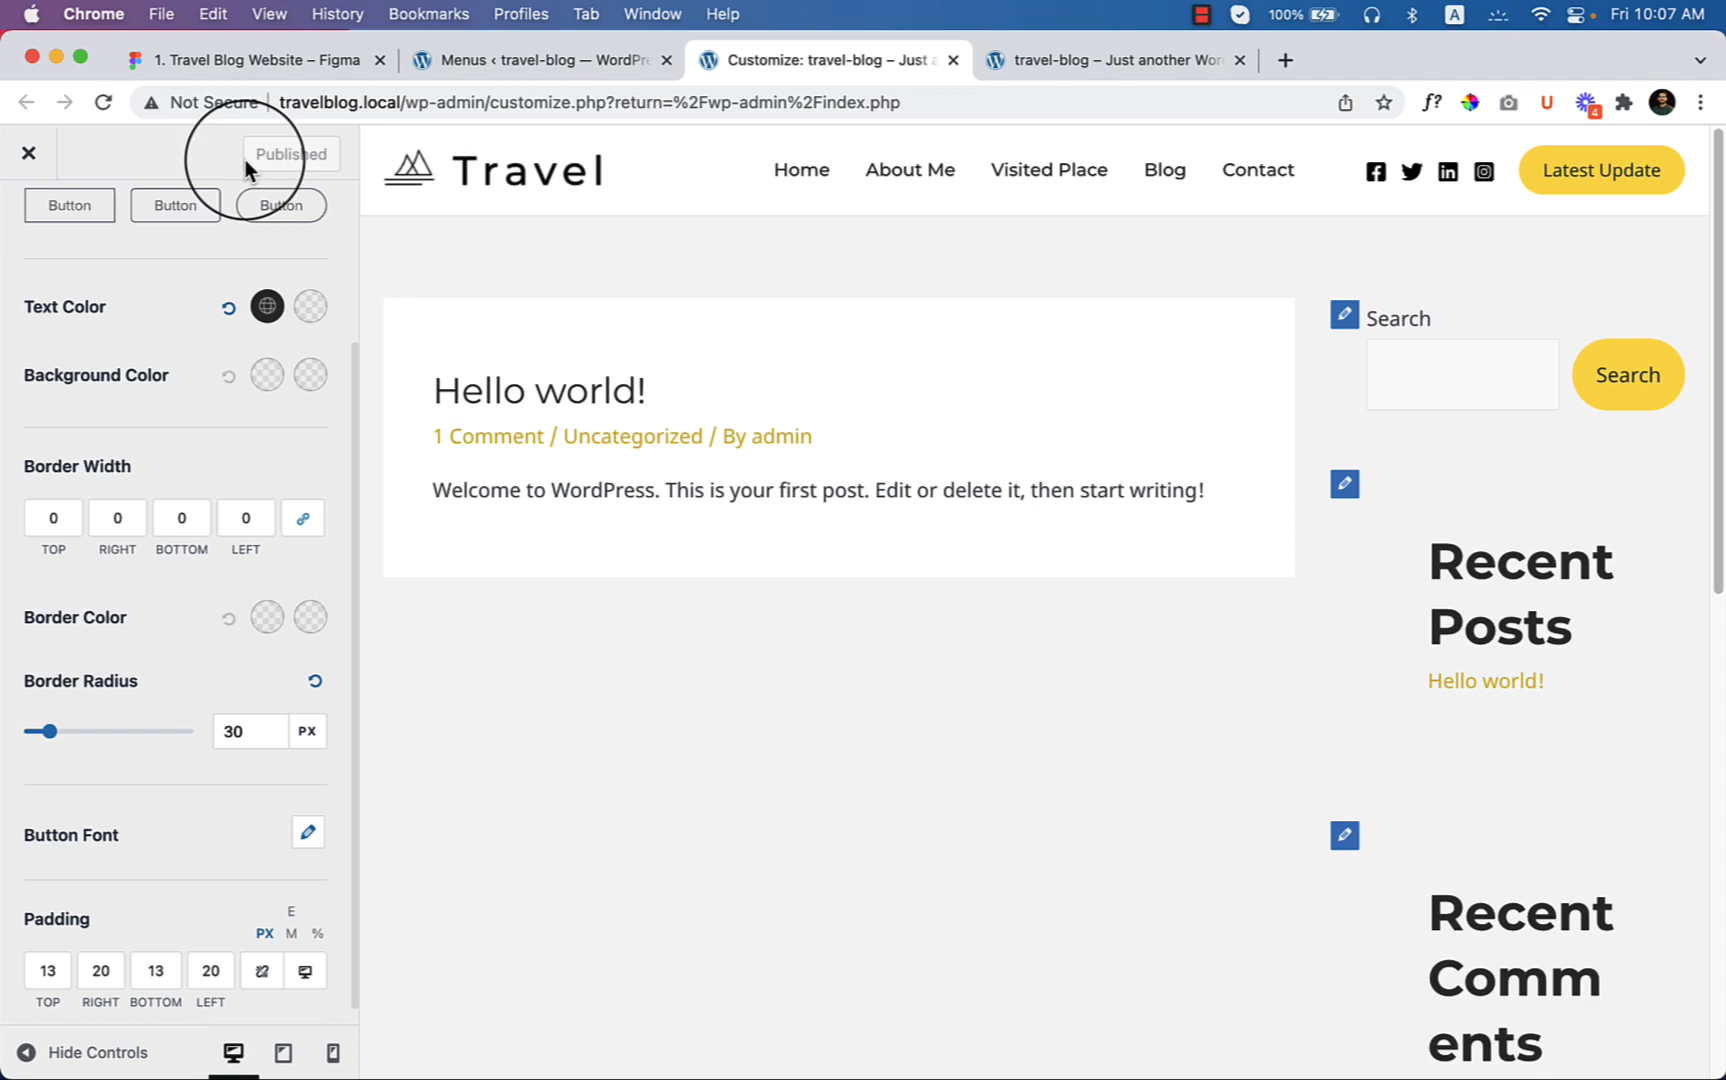 Chrome File Edit View History Bookmarks Profiles Tab Window Help 100% A Fri 10:07 AM
1. Travel Blog Website – Figma
Menus ‹ travel-blog — WordPr
Customize: travel-blog – Just a
travel-blog – Just another Wor
Not Secure travelblog.local/wp-admin/customize.php?return=%2Fwp-admin%2Findex.php
f? U 4
Published
Button Button Button
Text Color
Background Color
Border Width
0 0 0 0
TOP RIGHT BOTTOM LEFT
Border Color
Border Radius
30 PX
Button Font
Padding
PX EM %
13 20 13 20
TOP RIGHT BOTTOM LEFT
Hide Controls
Travel
Home About Me Visited Place Blog Contact
Latest Update
Hello world!
1 Comment / Uncategorized / By admin
Welcome to WordPress. This is your first post. Edit or delete it, then start writing!
Search
Search
Recent
Posts
Hello world!
Recent
Comm
ents